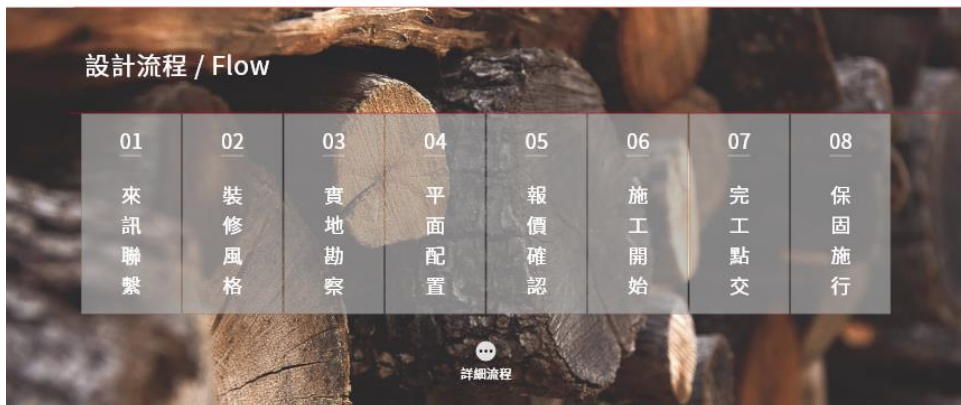 設計流程 / Flow
01
來訊聯繫
02
裝修風格
03
實地勘察
04
平面配置
05
報價確認
06
施工開始
07
完工點交
08
保固施行
詳細流程